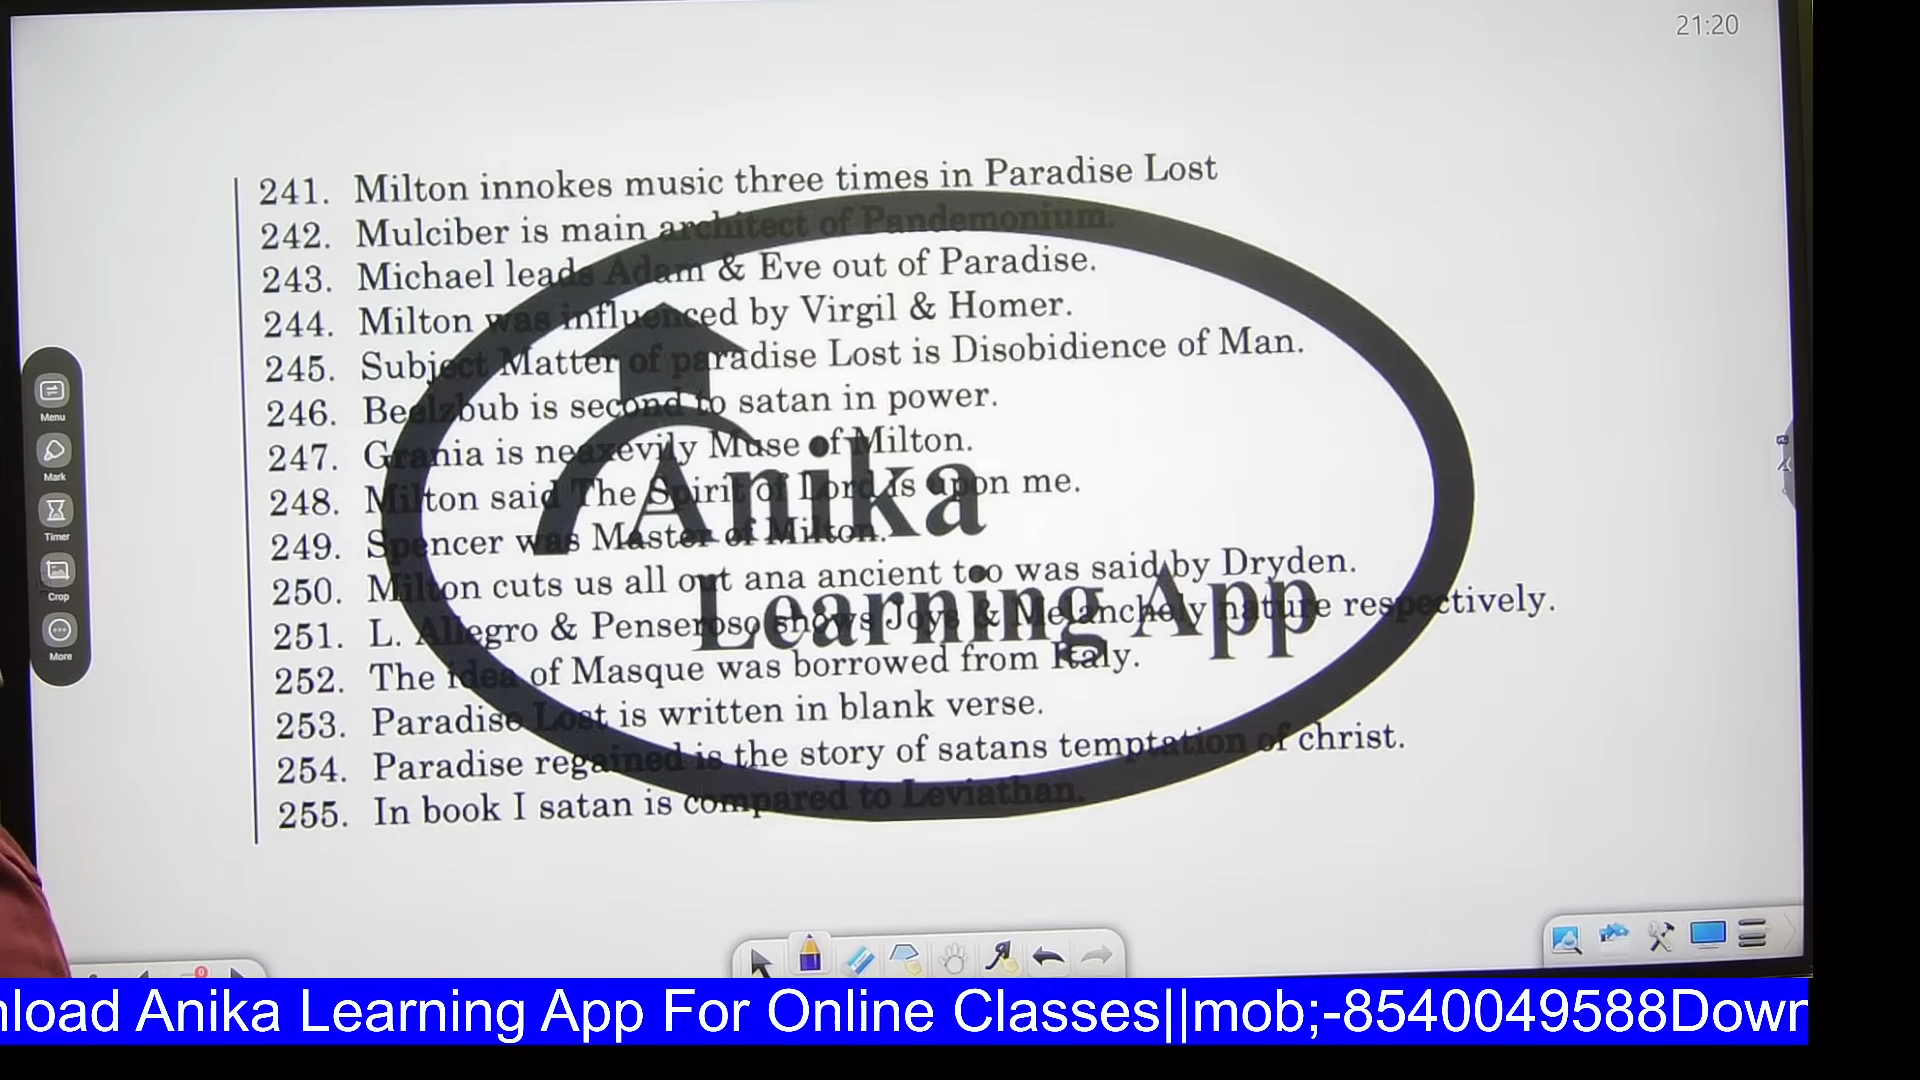 21:20
241. Milton innokes music three times in Paradise Lost
242. Mulciber is main architect of Pandemonium.
243. Michael leads Adam & Eve out of Paradise.
244. Milton was influenced by Virgil & Homer.
245. Subject Matter of paradise Lost is Disobidience of Man.
246. Beelzbub is second to satan in power.
247. Grania is neaxevily Muse of Milton.
248. Milton said The Spirit of Lord is upon me.
249. Spencer was Master of Milton.
250. Milton cuts us all out ana ancient too was said by Dryden.
251. L. Allegro & Penseroso shows Joys & Melanchely nature respectively.
252. The idea of Masque was borrowed from Italy.
253. Paradise Lost is written in blank verse.
254. Paradise regained is the story of satans temptation of christ.
255. In book I satan is compared to Leviathan.
Anika
Learning App
Menu
Mark
Timer
Crop
More
0
nload Anika Learning App For Online Classes||mob;-8540049588Down